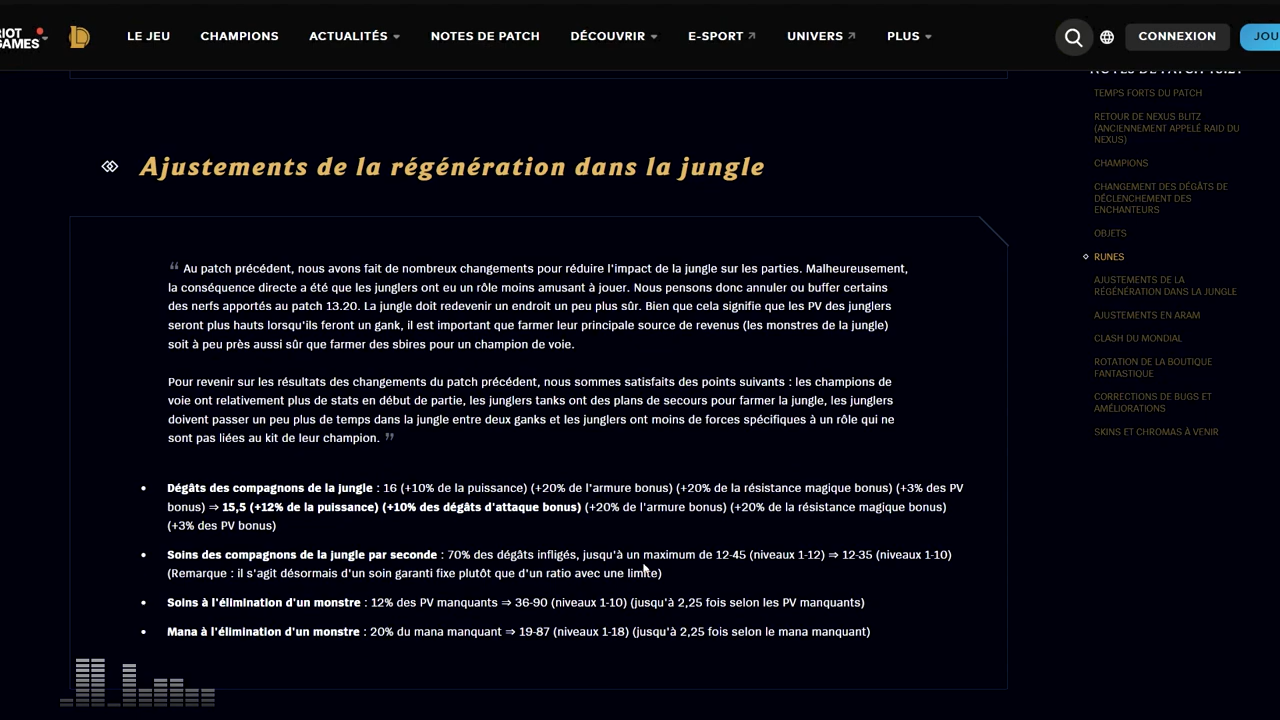 RIOT
GAMES
LE JEU
CHAMPIONS
ACTUALITÉS
NOTES DE PATCH
DÉCOUVRIR
E-SPORT
UNIVERS
PLUS
CONNEXION
JOU
NOTES DE PATCH 13.21
TEMPS FORTS DU PATCH
RETOUR DE NEXUS BLITZ
(ANCIENNEMENT APPELÉ RAID DU
NEXUS)
CHAMPIONS
CHANGEMENT DES DÉGÂTS DE
DÉCLENCHEMENT DES
ENCHANTEURS
OBJETS
RUNES
AJUSTEMENTS DE LA
RÉGÉNÉRATION DANS LA JUNGLE
AJUSTEMENTS EN ARAM
CLASH DU MONDIAL
ROTATION DE LA BOUTIQUE
FANTASTIQUE
CORRECTIONS DE BUGS ET
AMÉLIORATIONS
SKINS ET CHROMAS À VENIR
Ajustements de la régénération dans la jungle
“ Au patch précédent, nous avons fait de nombreux changements pour réduire l'impact de la jungle sur les parties. Malheureusement,
la conséquence directe a été que les junglers ont eu un rôle moins amusant à jouer. Nous pensons donc annuler ou buffer certains
des nerfs apportés au patch 13.20. La jungle doit redevenir un endroit un peu plus sûr. Bien que cela signifie que les PV des junglers
seront plus hauts lorsqu'ils feront un gank, il est important que farmer leur principale source de revenus (les monstres de la jungle)
soit à peu près aussi sûr que farmer des sbires pour un champion de voie.
Pour revenir sur les résultats des changements du patch précédent, nous sommes satisfaits des points suivants : les champions de
voie ont relativement plus de stats en début de partie, les junglers tanks ont des plans de secours pour farmer la jungle, les junglers
doivent passer un peu plus de temps dans la jungle entre deux ganks et les junglers ont moins de forces spécifiques à un rôle qui ne
sont pas liées au kit de leur champion. ”
• Dégâts des compagnons de la jungle : 16 (+10% de la puissance) (+20% de l'armure bonus) (+20% de la résistance magique bonus) (+3% des PV
bonus) ⇒ 15,5 (+12% de la puissance) (+10% des dégâts d'attaque bonus) (+20% de l'armure bonus) (+20% de la résistance magique bonus)
(+3% des PV bonus)
• Soins des compagnons de la jungle par seconde : 70% des dégâts infligés, jusqu'à un maximum de 12-45 (niveaux 1-12) ⇒ 12-35 (niveaux 1-10)
(Remarque : il s'agit désormais d'un soin garanti fixe plutôt que d'un ratio avec une limite)
• Soins à l'élimination d'un monstre : 12% des PV manquants ⇒ 36-90 (niveaux 1-10) (jusqu'à 2,25 fois selon les PV manquants)
• Mana à l'élimination d'un monstre : 20% du mana manquant ⇒ 19-87 (niveaux 1-18) (jusqu'à 2,25 fois selon le mana manquant)